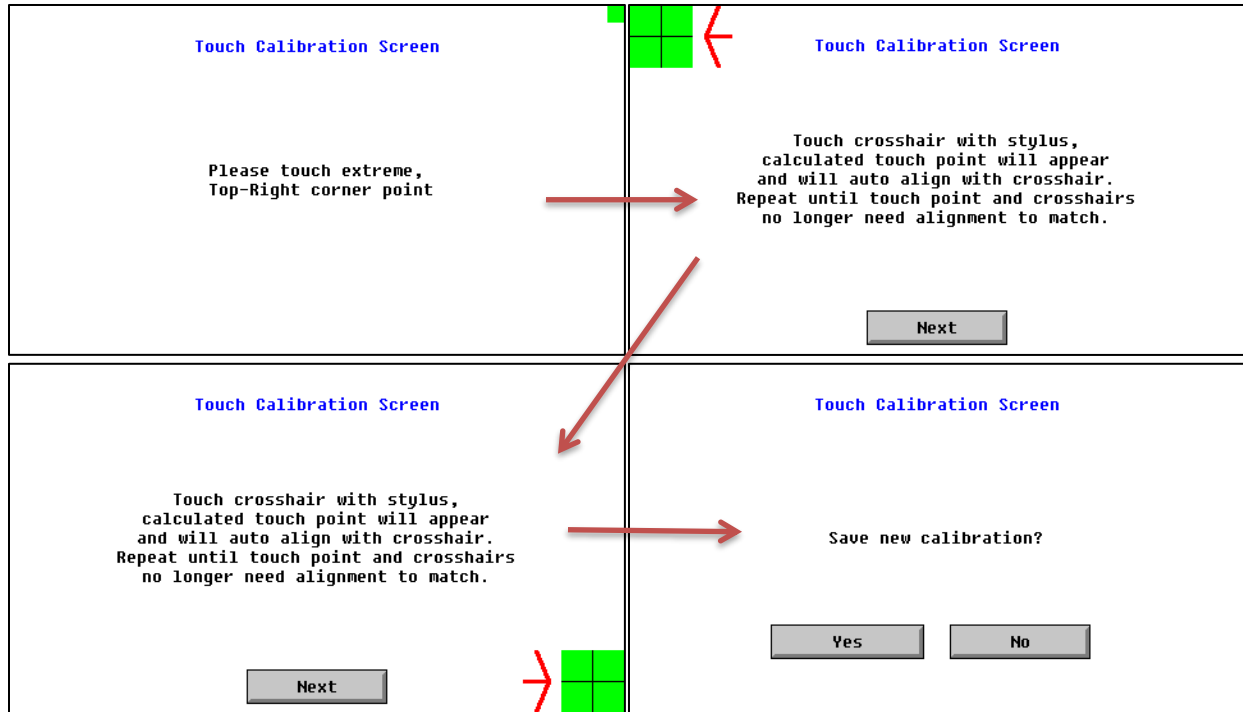 Touch Calibration Screen
Please touch extreme,
Top-Right corner point
Touch Calibration Screen
Touch crosshair with stylus,
calculated touch point will appear
and will auto align with crosshair.
Repeat until touch point and crosshairs
no longer need alignment to match.
Next
Touch Calibration Screen
Touch crosshair with stylus,
calculated touch point will appear
and will auto align with crosshair.
Repeat until touch point and crosshairs
no longer need alignment to match.
Next
Touch Calibration Screen
Save new calibration?
Yes No